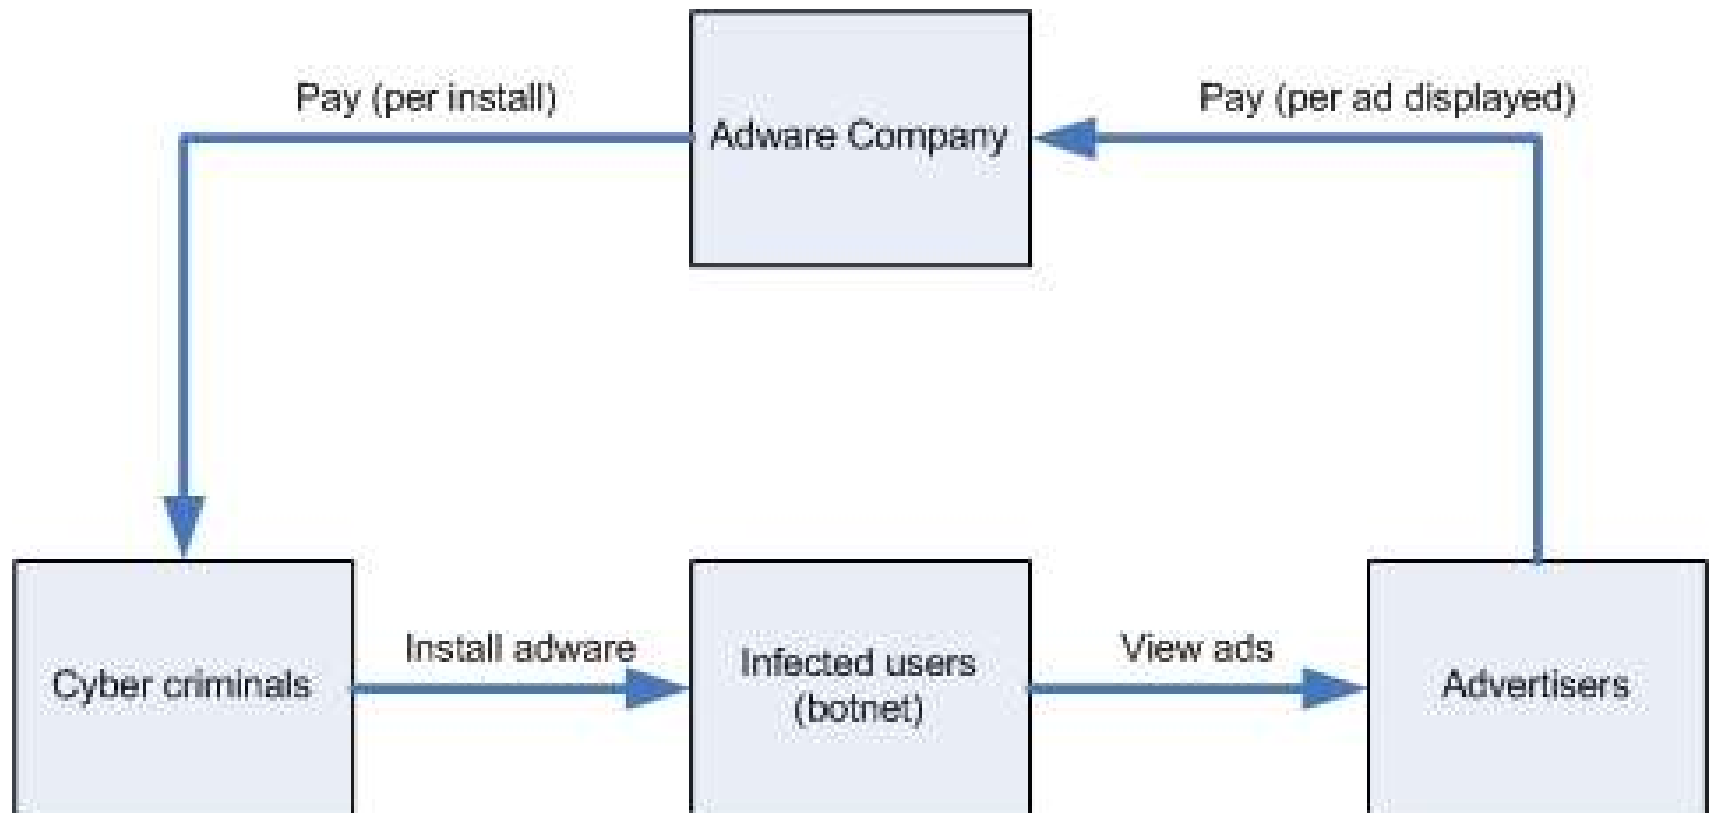 Pay (per install)
Pay (per ad displayed)
Adware Company
Install adware
View ads
Cyber criminals
Infected users
(botnet)
Advertisers